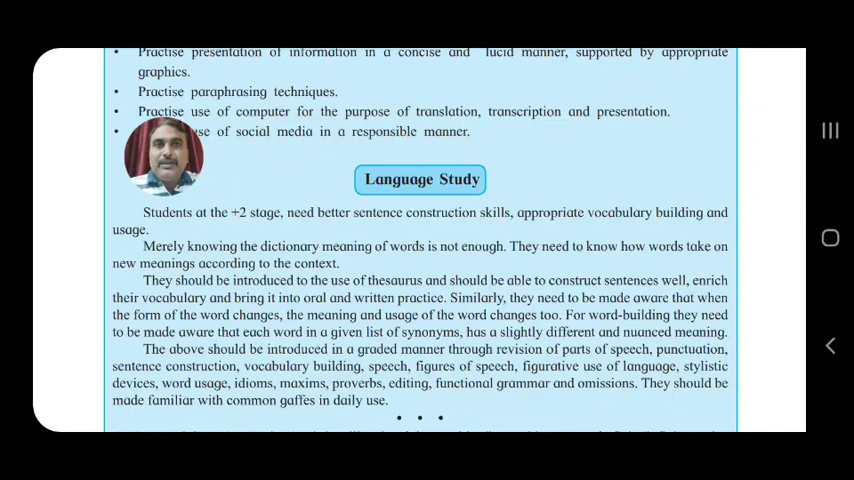 • Practise presentation of information in a concise and lucid manner, supported by appropriate
graphics.
• Practise paraphrasing techniques.
• Practise use of computer for the purpose of translation, transcription and presentation.
• use of social media in a responsible manner.
Language Study
Students at the +2 stage, need better sentence construction skills, appropriate vocabulary building and
usage.
Merely knowing the dictionary meaning of words is not enough. They need to know how words take on
new meanings according to the context.
They should be introduced to the use of thesaurus and should be able to construct sentences well, enrich
their vocabulary and bring it into oral and written practice. Similarly, they need to be made aware that when
the form of the word changes, the meaning and usage of the word changes too. For word-building they need
to be made aware that each word in a given list of synonyms, has a slightly different and nuanced meaning.
The above should be introduced in a graded manner through revision of parts of speech, punctuation,
sentence construction, vocabulary building, speech, figures of speech, figurative use of language, stylistic
devices, word usage, idioms, maxims, proverbs, editing, functional grammar and omissions. They should be
made familiar with common gaffes in daily use.
• • •